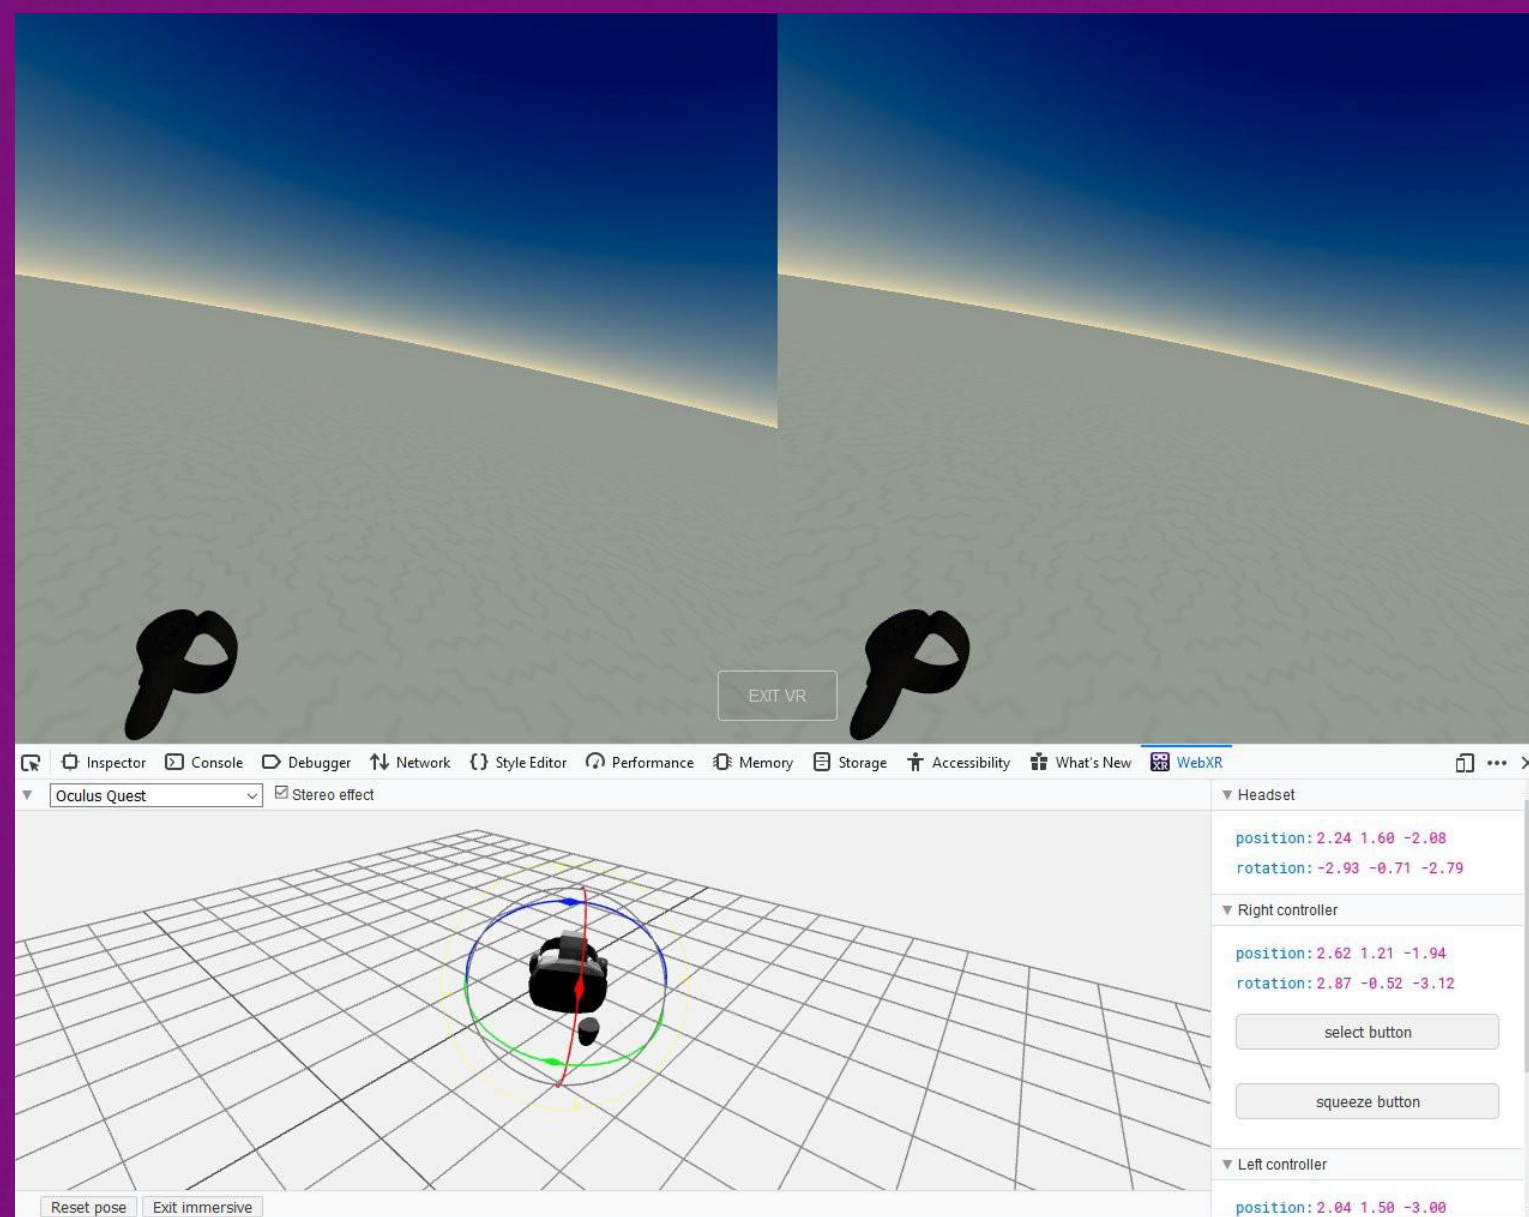 EXIT VR
Inspector Console Debugger Network Style Editor Performance Memory Storage Accessibility What's New WebXR
Oculus Quest Stereo effect
Headset
position: 2.24 1.60 -2.08
rotation: -2.93 -0.71 -2.79
Right controller
position: 2.62 1.21 -1.94
rotation: 2.87 -0.52 -3.12
select button
squeeze button
Left controller
position: 2.04 1.50 -3.00
Reset pose Exit immersive